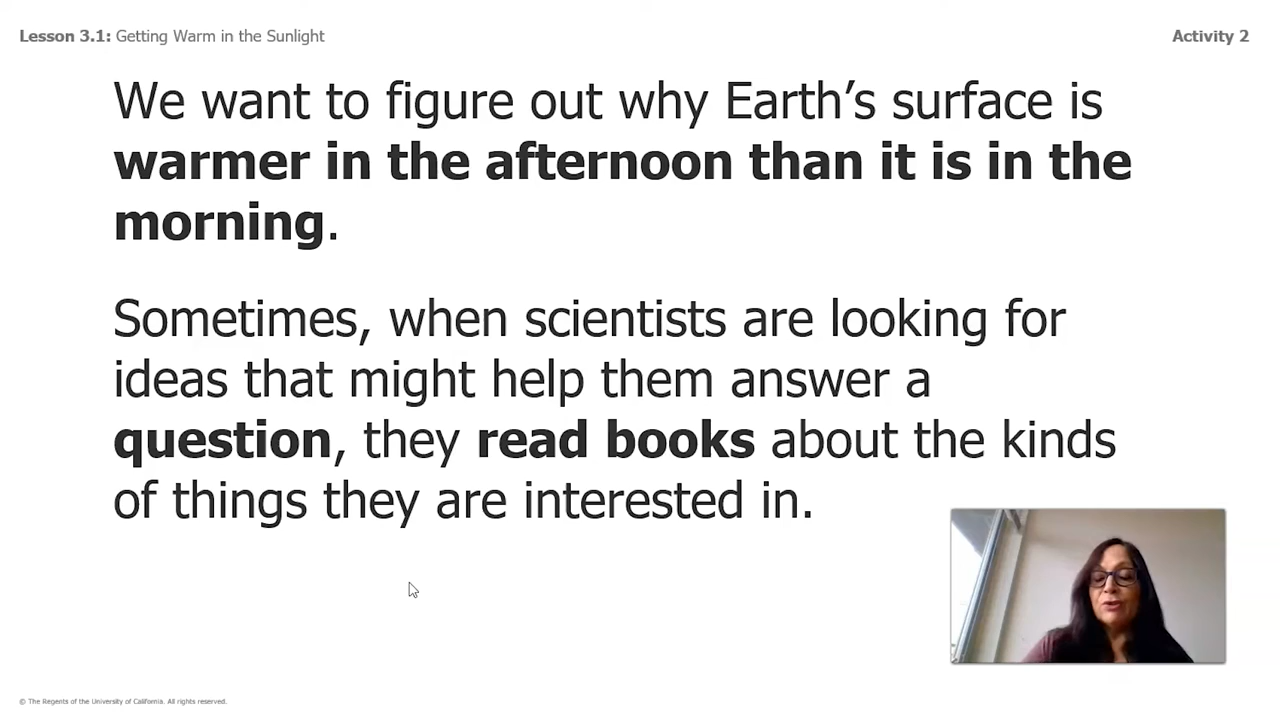 Lesson 3.1: Getting Warm in the Sunlight
Activity 2
We want to figure out why Earth’s surface is
warmer in the afternoon than it is in the
morning.
Sometimes, when scientists are looking for
ideas that might help them answer a
question, they read books about the kinds
of things they are interested in.
© The Regents of the University of California. All rights reserved.